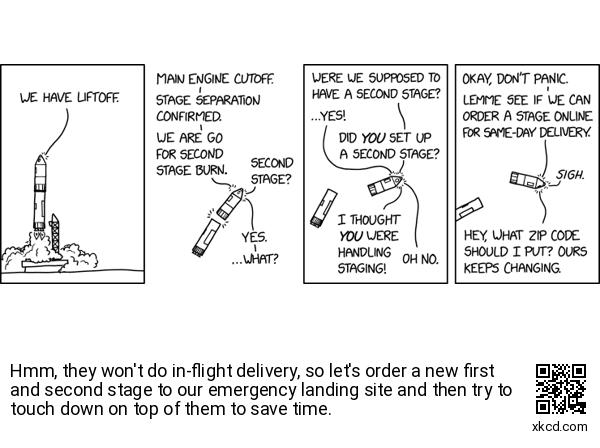 WE HAVE LIFTOFF.
MAIN ENGINE CUTOFF.
STAGE SEPARATION
CONFIRMED.
WE ARE GO
FOR SECOND
STAGE BURN.
SECOND
STAGE?
YES.
...WHAT?
WERE WE SUPPOSED TO
HAVE A SECOND STAGE?
...YES!
DID YOU SET UP
A SECOND STAGE?
I THOUGHT
YOU WERE
HANDLING
STAGING!
OH NO.
OKAY, DON'T PANIC.
LEMME SEE IF WE CAN
ORDER A STAGE ONLINE
FOR SAME-DAY DELIVERY.
SIGH.
HEY, WHAT ZIP CODE
SHOULD I PUT? OURS
KEEPS CHANGING.
Hmm, they won't do in-flight delivery, so let's order a new first
and second stage to our emergency landing site and then try to
touch down on top of them to save time.
xkcd.com